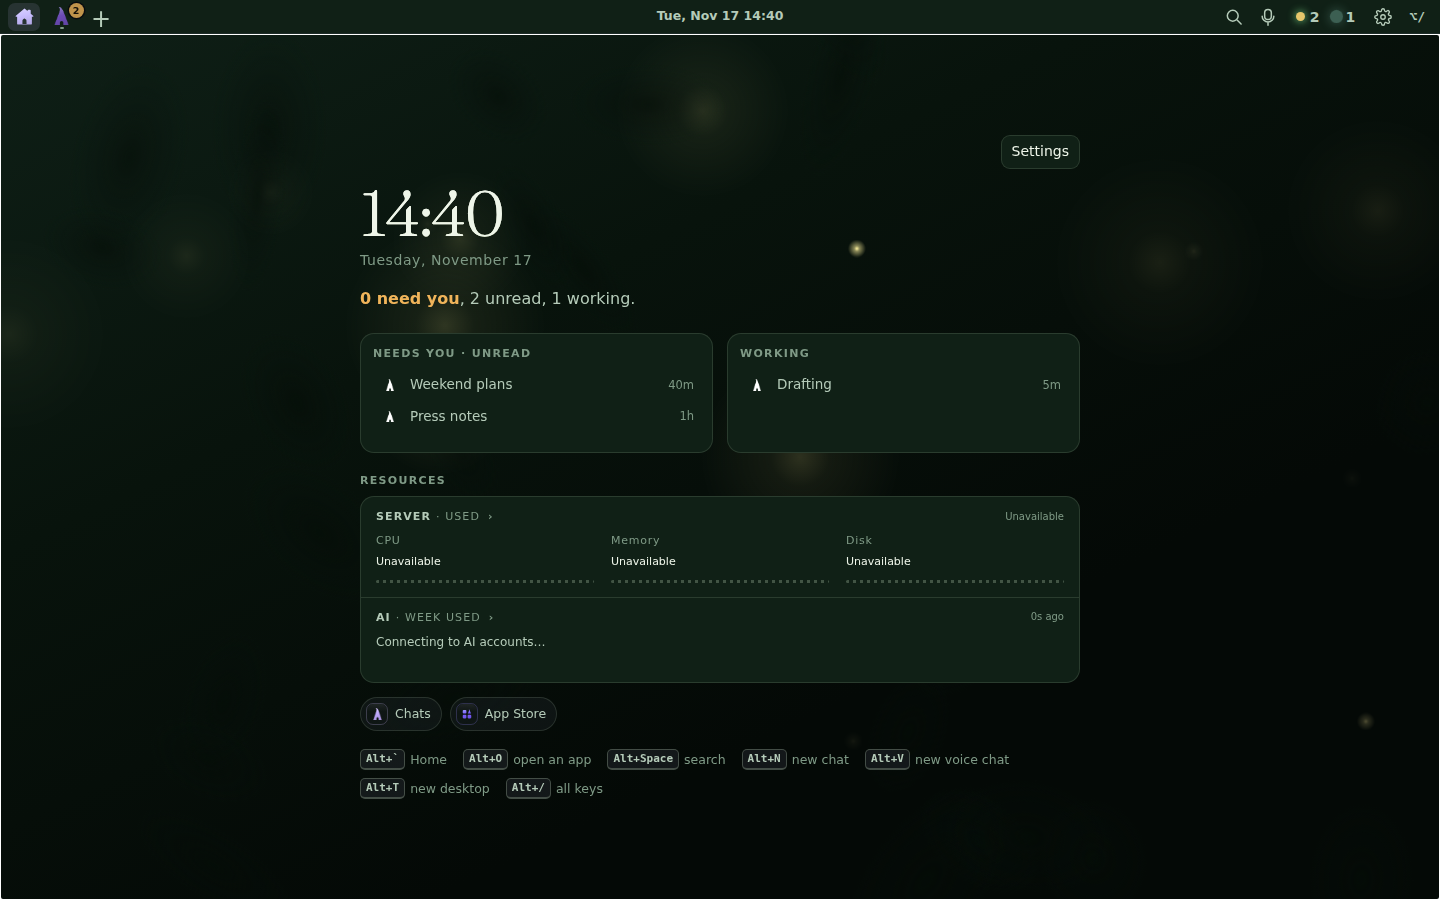 2
Tue, Nov 17 14:40
2 1
⌥/
Settings
14:40
Tuesday, November 17
0 need you, 2 unread, 1 working.
NEEDS YOU · UNREAD
Weekend plans 40m
Press notes 1h
WORKING
Drafting 5m
RESOURCES
SERVER · USED › Unavailable
CPU Memory Disk
Unavailable Unavailable Unavailable
AI · WEEK USED › 0s ago
Connecting to AI accounts…
Chats App Store
Alt+` Home Alt+O open an app Alt+Space search Alt+N new chat Alt+V new voice chat
Alt+T new desktop Alt+/ all keys